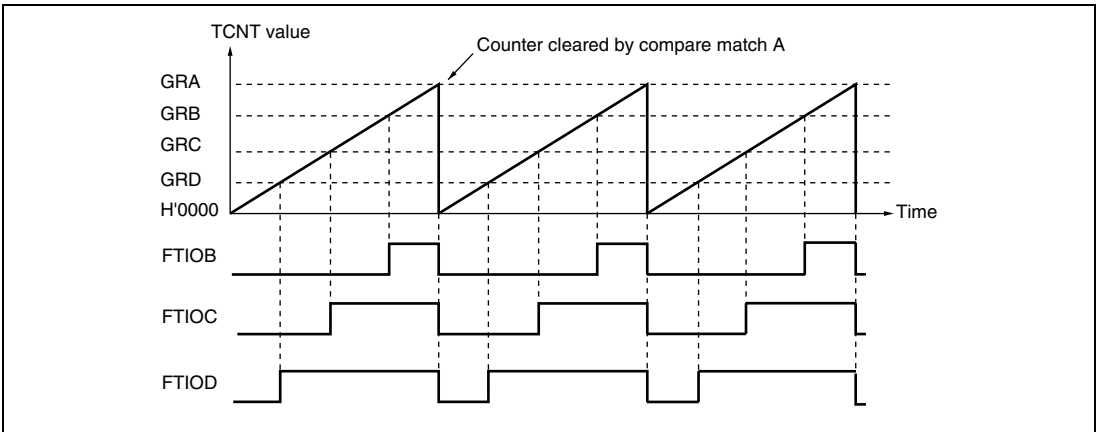 TCNT value
Counter cleared by compare match A
GRA
GRB
GRC
GRD
H'0000
Time
FTIOB
FTIOC
FTIOD